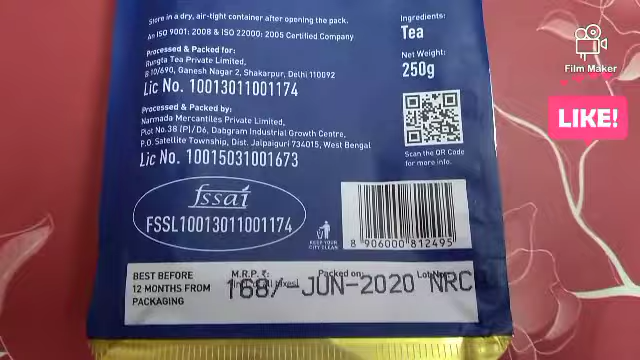 Store in a dry, air-tight container after opening the pack.
An ISO 9001: 2008 & ISO 22000: 2005 Certified Company
Processed & Packed for:
Rungta Tea Private Limited,
B 10/690, Ganesh Nagar 2, Shakarpur, Delhi 110092
Lic No. 10013011001174
Processed & Packed by:
Narmada Mercantiles Private Limited,
Plot No.38 (P)/D6, Dabgram Industrial Growth Centre,
P.O. Satellite Township, Dist. Jalpaiguri 734015, West Bengal
Lic No. 10015031001673
fssai
FSSL10013011001174
KEEP YOUR
CITY CLEAN
Ingredients:
Tea
Net Weight:
250g
Scan the QR Code
for more info.
8 906000 812495
BEST BEFORE
12 MONTHS FROM
PACKAGING
M.R.P. ₹:
Packed on:
168/- JUN-2020 NRC
Film Maker
LIKE!